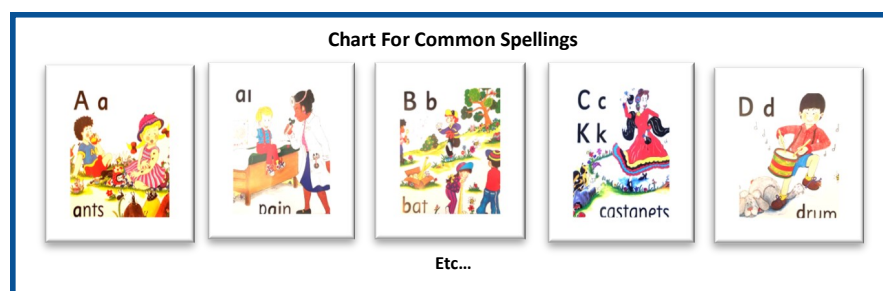 Chart For Common Spellings
A a
ants
ai
pain
B b
bat
C c
K k
castanets
D d
drum
Etc...